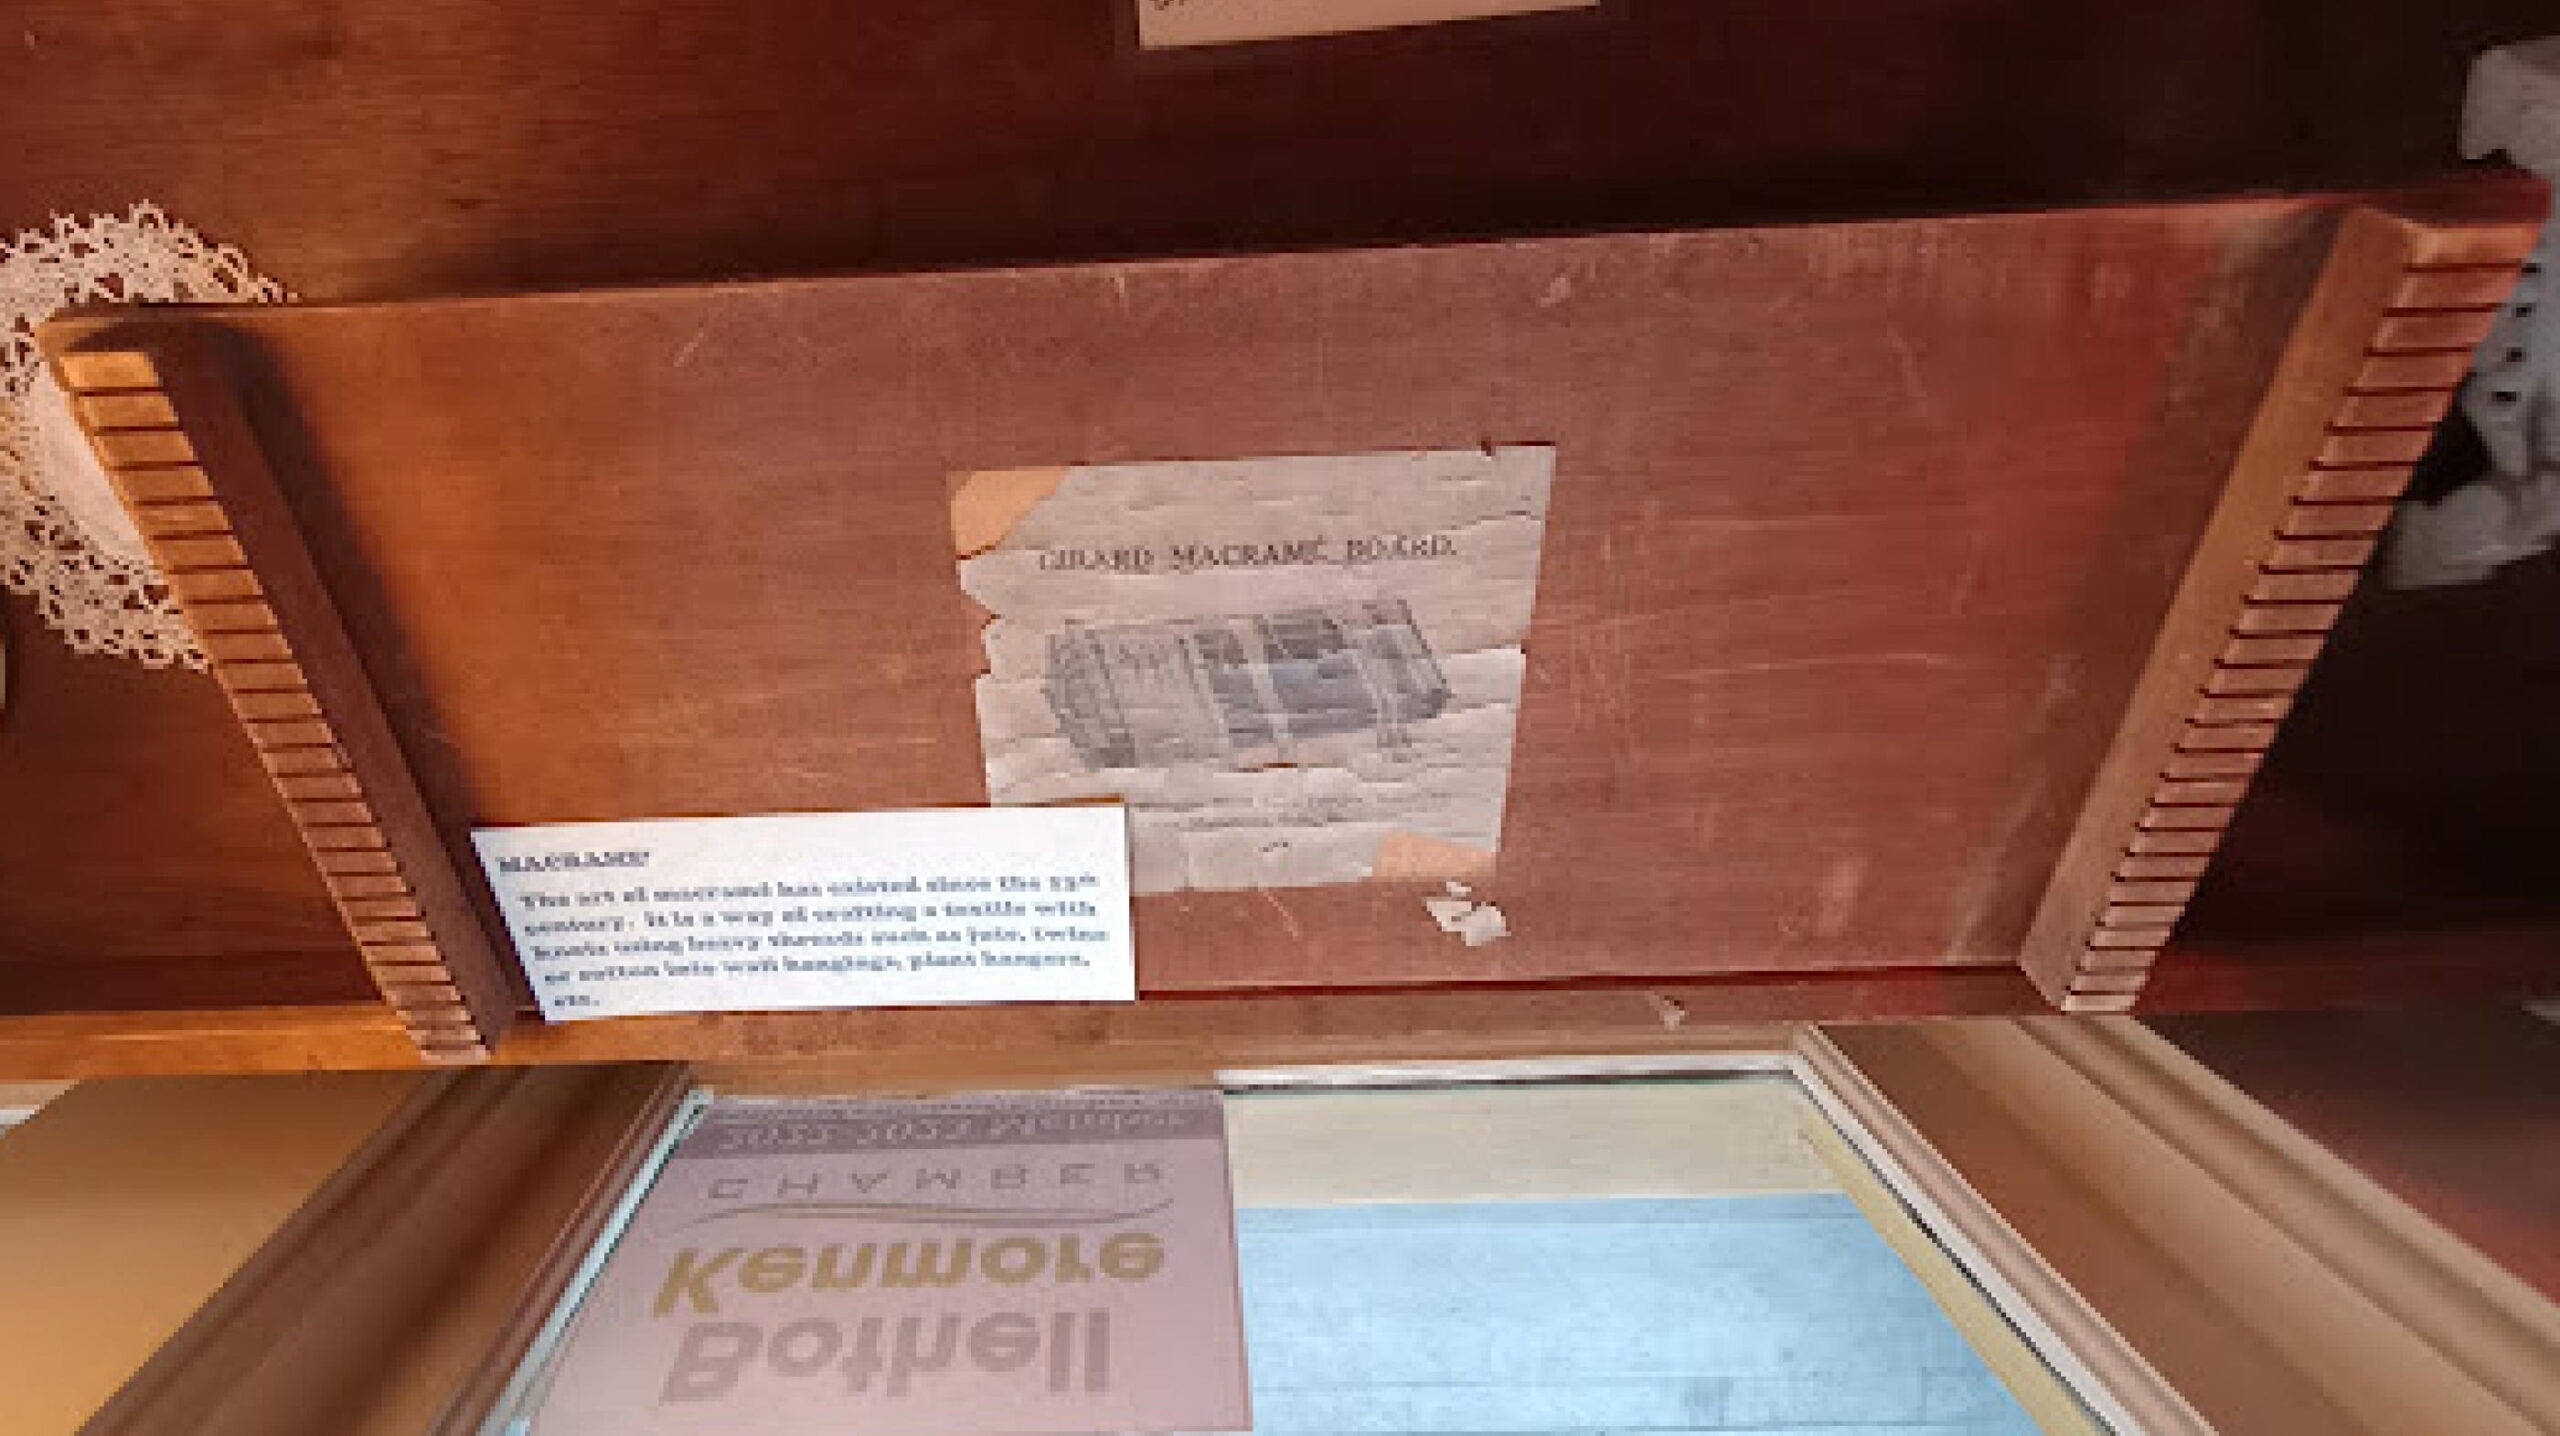 GIRARD MACRAMÉ BOARD.
MACRAME'
The art of macramé has existed since the 13th
century. It is a way of crafting a textile with
knots using heavy threads such as jute, twine
or cotton into wall hangings, plant hangers,
etc.
Member
CHAMBER
Kenmore
Bothell